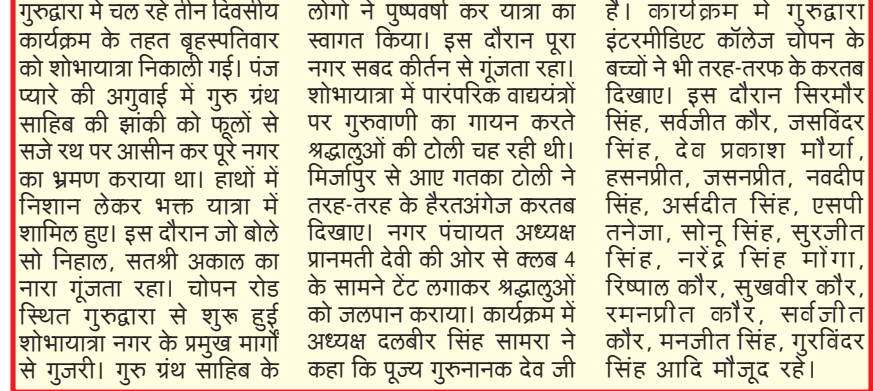 गुरुद्वारा में चल रहे तीन दिवसीय
कार्यक्रम के तहत बृहस्पतिवार
को शोभायात्रा निकाली गई। पंज
प्यारे की अगुवाई में गुरु ग्रंथ
साहिब की झांकी को फूलों से
सजे रथ पर आसीन कर पूरे नगर
का भ्रमण कराया था। हाथों में
निशान लेकर भक्त यात्रा में
शामिल हुए। इस दौरान जो बोले
सो निहाल, सतश्री अकाल का
नारा गूंजता रहा। चोपन रोड
स्थित गुरुद्वारा से शुरू हुई
शोभायात्रा नगर के प्रमुख मार्गों
से गुजरी। गुरु ग्रंथ साहिब के
लोगों ने पुष्पवर्षा कर यात्रा का
स्वागत किया। इस दौरान पूरा
नगर सबद कीर्तन से गूंजता रहा।
शोभायात्रा में पारंपरिक वाद्ययंत्रों
पर गुरुवाणी का गायन करते
श्रद्धालुओं की टोली चह रही थी।
मिर्जापुर से आए गतका टोली ने
तरह-तरह के हैरतअंगेज करतब
दिखाए। नगर पंचायत अध्यक्ष
प्रानमती देवी की ओर से क्लब 4
के सामने टेंट लगाकर श्रद्धालुओं
को जलपान कराया। कार्यक्रम में
अध्यक्ष दलबीर सिंह सामरा ने
कहा कि पूज्य गुरुनानक देव जी
है। कार्यक्रम में गुरुद्वारा
इंटरमीडिएट कॉलेज चोपन के
बच्चों ने भी तरह-तरफ के करतब
दिखाए। इस दौरान सिरमौर
सिंह, सर्वजीत कौर, जसविंदर
सिंह, देव प्रकाश मौर्या,
हसनप्रीत, जसनप्रीत, नवदीप
सिंह, अर्सदीत सिंह, एसपी
तनेजा, सोनू सिंह, सुरजीत
सिंह, नरेंद्र सिंह मोंगा,
रिष्पाल कौर, सुखवीर कौर,
रमनप्रीत कौर, सर्वजीत
कौर, मनजीत सिंह, गुरविंदर
सिंह आदि मौजूद रहे।